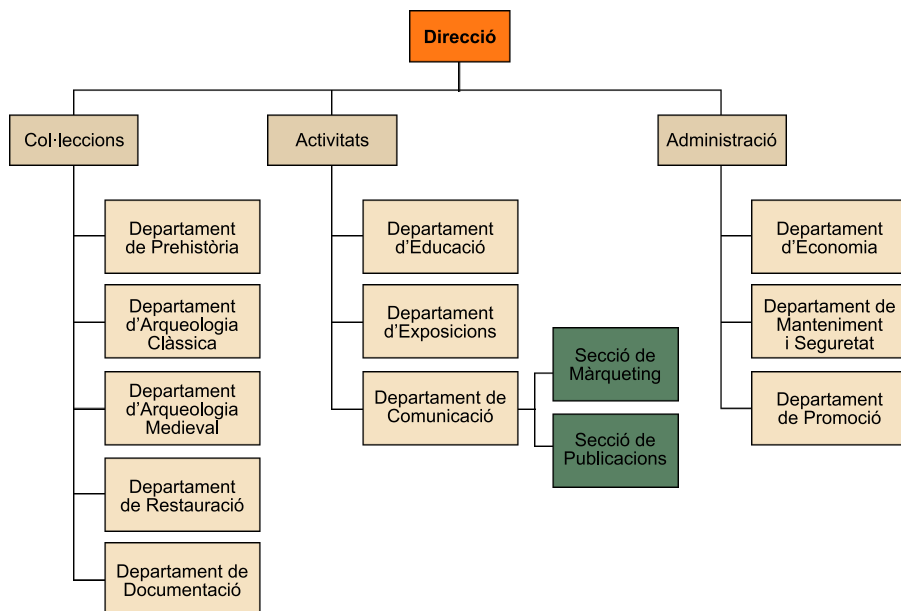 Direcció
Col·leccions
Activitats
Administració
Departament
de Prehistòria
Departament
d'Arqueologia
Clàssica
Departament
d'Arqueologia
Medieval
Departament
de Restauració
Departament de
Documentació
Departament
d'Educació
Departament
d'Exposicions
Departament de
Comunicació
Secció de
Màrqueting
Secció de
Publicacions
Departament
d'Economia
Departament de
Manteniment
i Seguretat
Departament
de Promoció